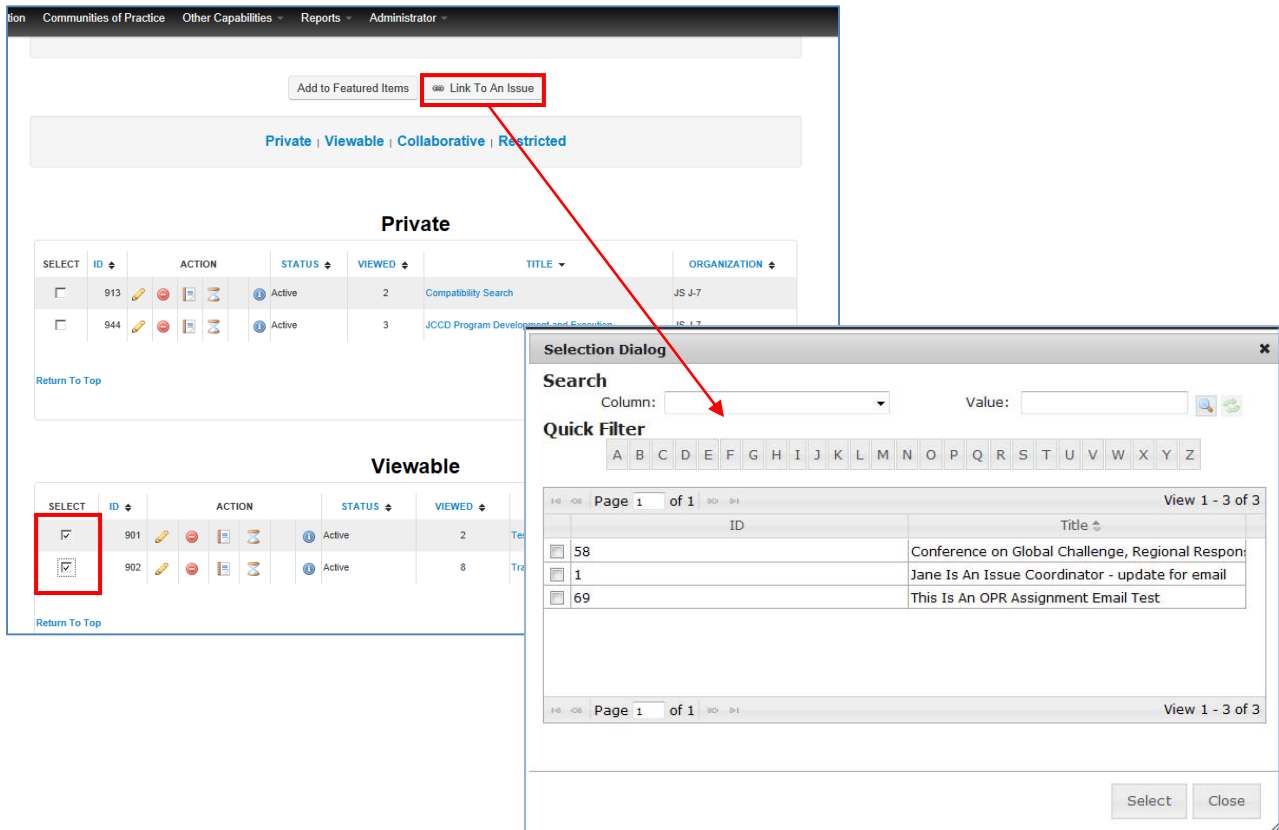 tion Communities of Practice Other Capabilities Reports Administrator
Add to Featured Items Link To An Issue
Private | Viewable | Collaborative | Restricted
Private
SELECT ID ACTION STATUS VIEWED TITLE ORGANIZATION
913 Active 2 Compatibility Search JS J-7
944 Active 3 JCCD Program Development and Execution JS J-7
Return To Top
Viewable
SELECT ID ACTION STATUS VIEWED
901 Active 2 Te
902 Active 8 Tra
Return To Top
Selection Dialog
Search
Column: Value:
Quick Filter
A B C D E F G H I J K L M N O P Q R S T U V W X Y Z
Page 1 of 1 View 1 - 3 of 3
ID Title
58 Conference on Global Challenge, Regional Respons
1 Jane Is An Issue Coordinator - update for email
69 This Is An OPR Assignment Email Test
Page 1 of 1 View 1 - 3 of 3
Select Close